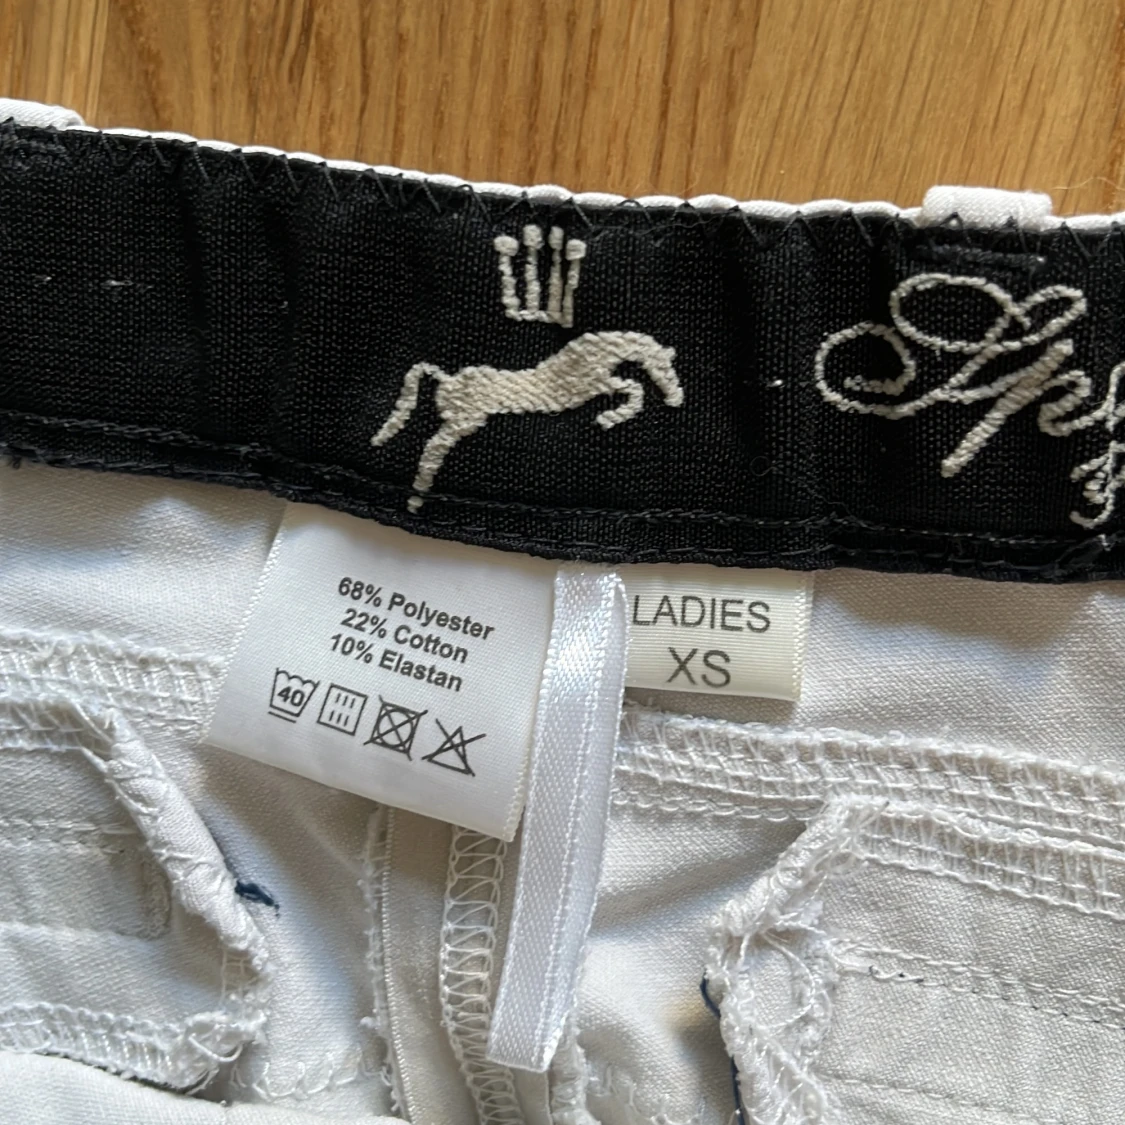 68% Polyester
22% Cotton
10% Elastan
40
LADIES
XS